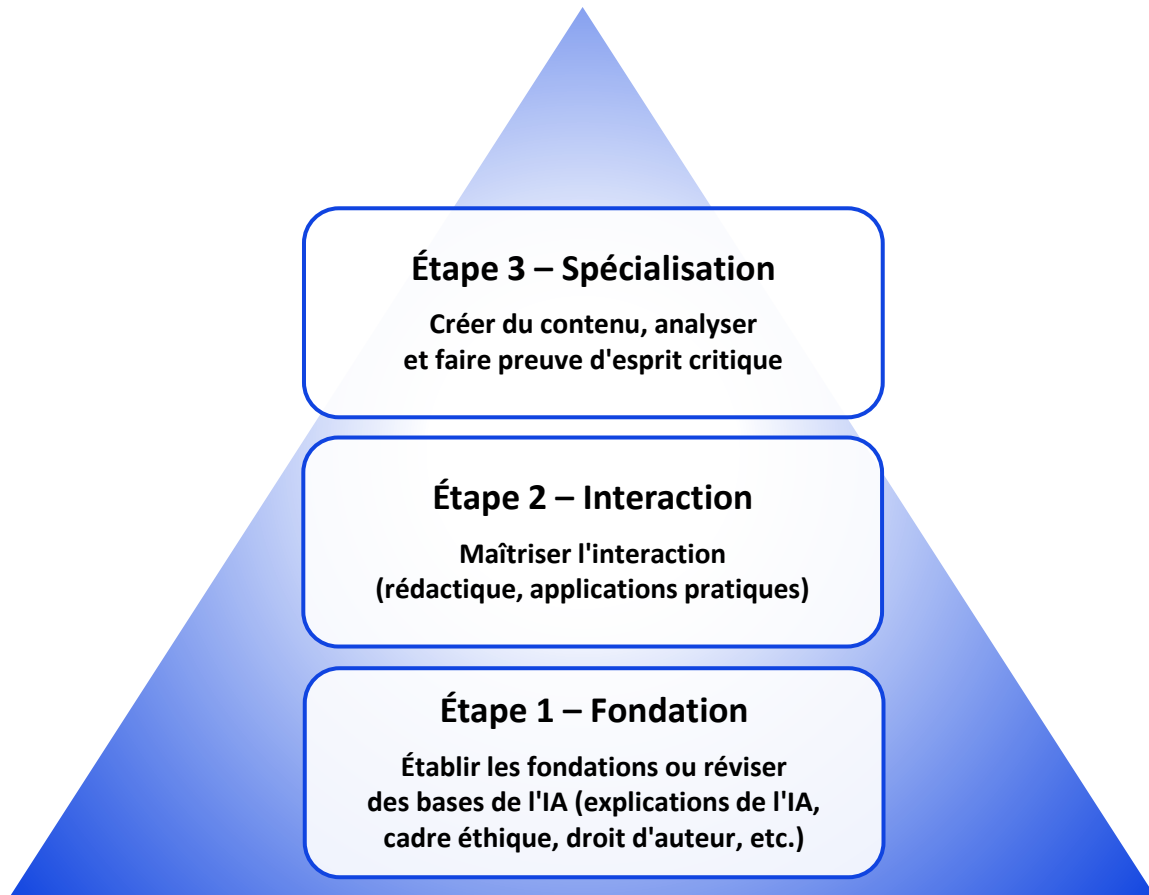 Étape 3 – Spécialisation
Créer du contenu, analyser
et faire preuve d'esprit critique
Étape 2 – Interaction
Maîtriser l'interaction
(rédactique, applications pratiques)
Étape 1 – Fondation
Établir les fondations ou réviser
des bases de l'IA (explications de l'IA,
cadre éthique, droit d'auteur, etc.)